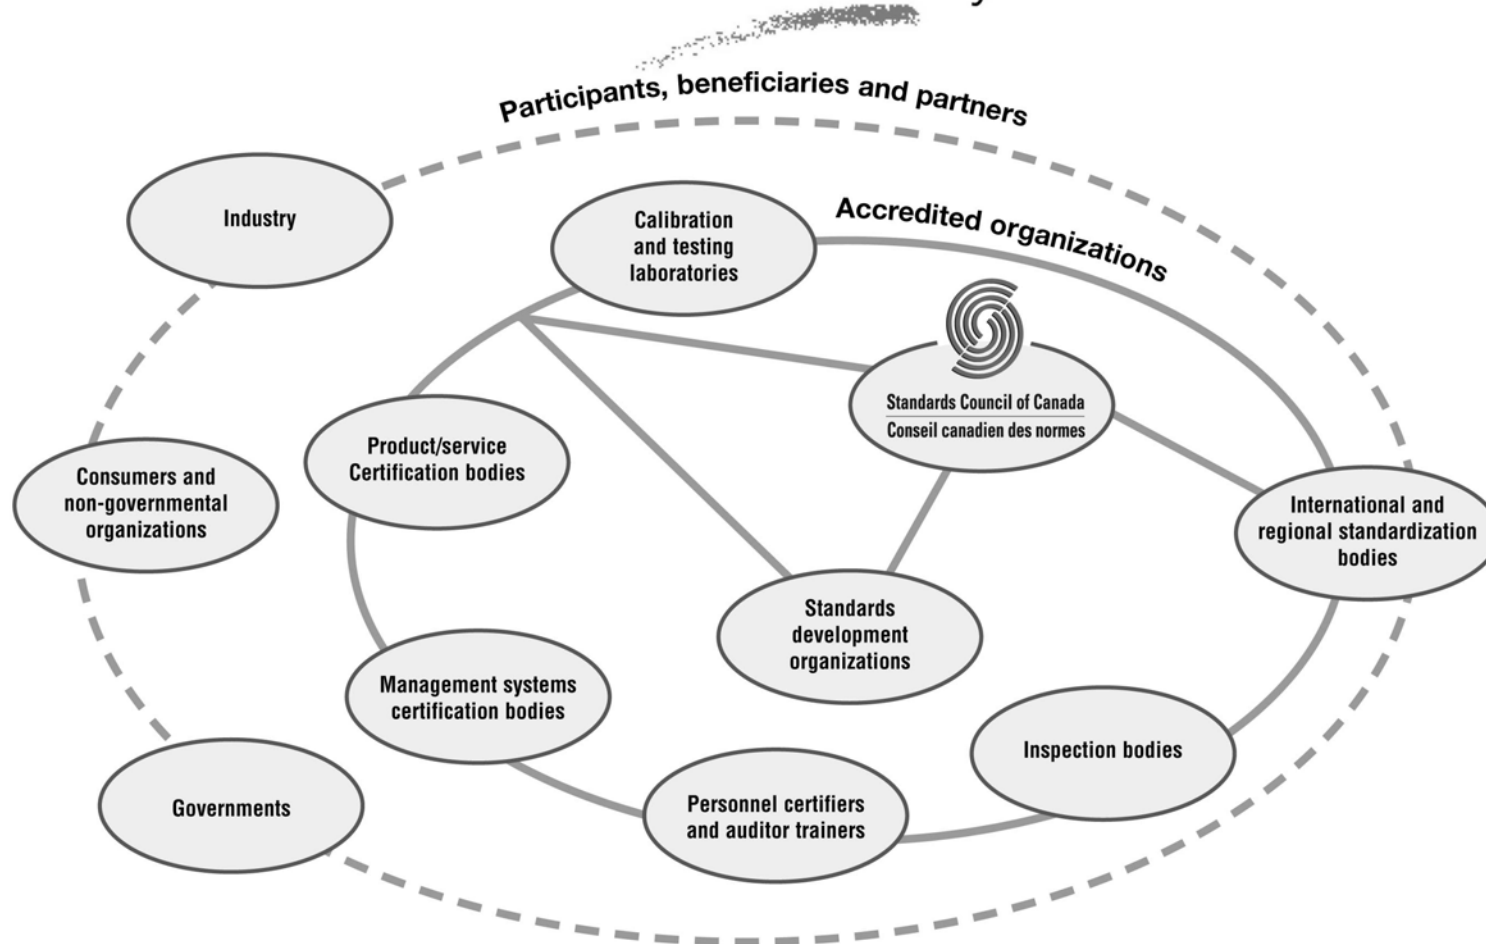 Participants, beneficiaries and partners
Industry
Calibration
and testing
laboratories
Accredited organizations
Standards Council of Canada
Conseil canadien des normes
Product/service
Certification bodies
Consumers and
non-governmental
organizations
International and
regional standardization
bodies
Standards
development
organizations
Management systems
certification bodies
Inspection bodies
Governments
Personnel certifiers
and auditor trainers